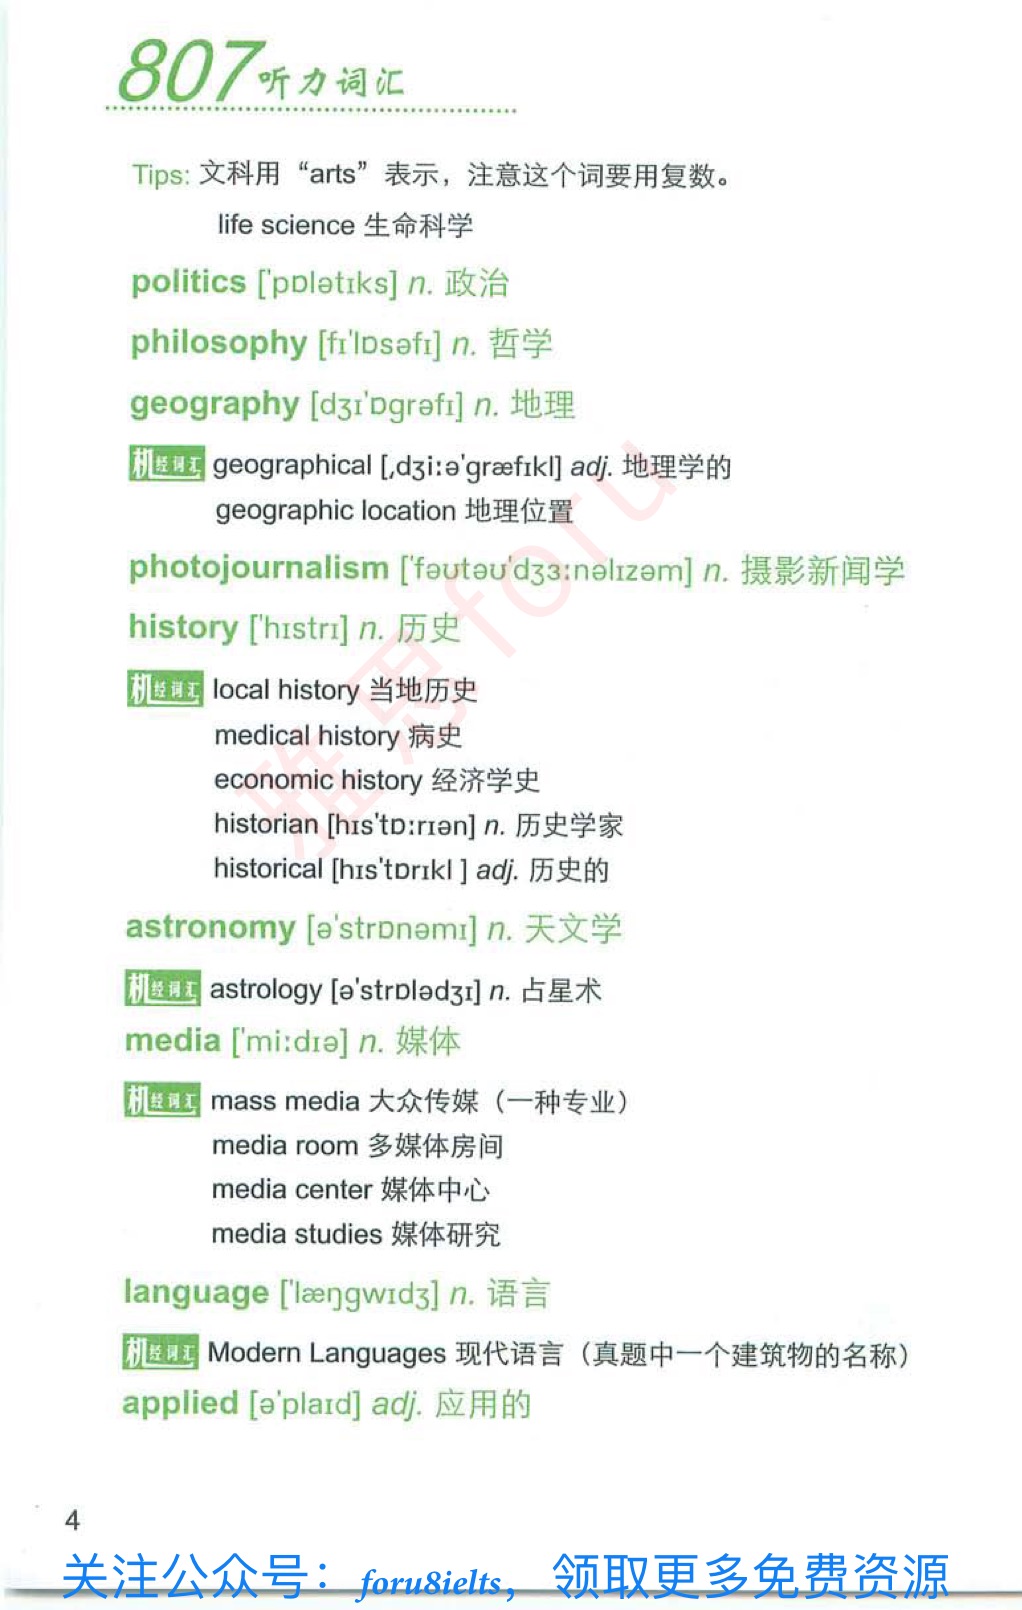 807听力词汇
Tips: 文科用“arts”表示，注意这个词要用复数。
life science 生命科学
politics ['pɒlətɪks] n. 政治
philosophy [fɪ'lɒsəfɪ] n. 哲学
geography [dʒɪ'ɒgrəfɪ] n. 地理
机经词汇 geographical [ˌdʒiːə'græfɪkl] adj. 地理学的
geographic location 地理位置
photojournalism ['fəʊtəʊ'dʒɜːnəlɪzəm] n. 摄影新闻学
history ['hɪstrɪ] n. 历史
机经词汇 local history 当地历史
medical history 病史
economic history 经济学史
historian [hɪs'tɒːrɪən] n. 历史学家
historical [hɪs'tɒrɪkl ] adj. 历史的
astronomy [ə'strɒnəmɪ] n. 天文学
机经词汇 astrology [ə'strɒlədʒɪ] n. 占星术
media ['miːdɪə] n. 媒体
机经词汇 mass media 大众传媒（一种专业）
media room 多媒体房间
media center 媒体中心
media studies 媒体研究
language ['læŋgwɪdʒ] n. 语言
机经词汇 Modern Languages 现代语言（真题中一个建筑物的名称）
applied [ə'plaɪd] adj. 应用的
雅思foru
4
关注公众号：foru8ielts，领取更多免费资源